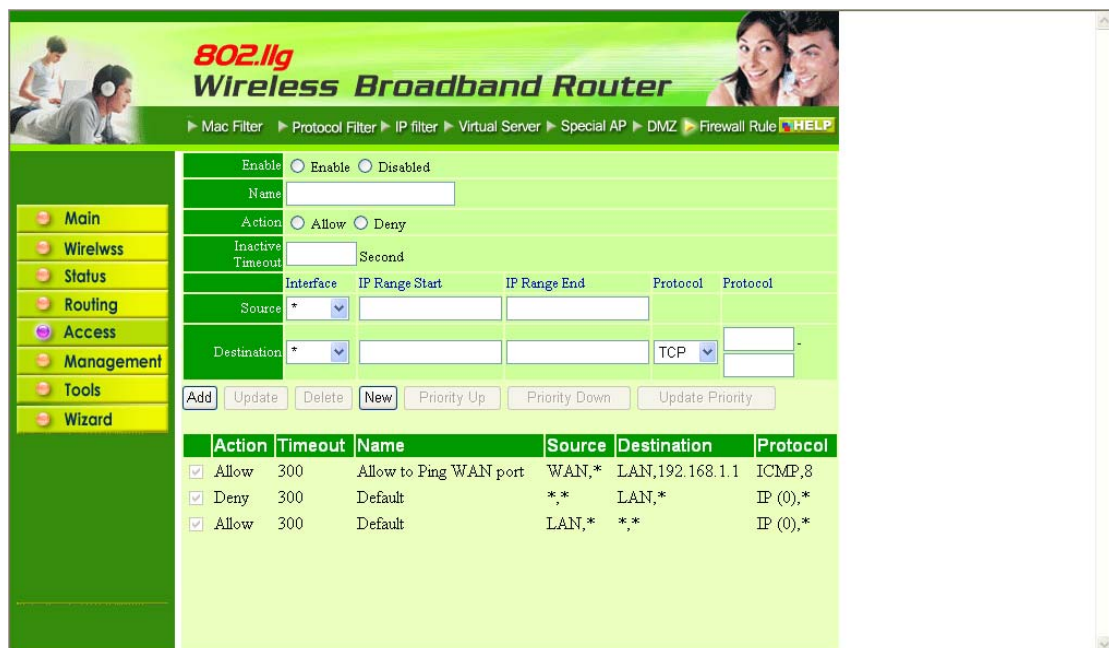 802.11g
Wireless Broadband Router
Mac Filter Protocol Filter IP filter Virtual Server Special AP DMZ Firewall Rule HELP
Main
Wirelwss
Status
Routing
Access
Management
Tools
Wizard
Enable Enable Disabled
Name
Action Allow Deny
Inactive
Timeout Second
Interface IP Range Start IP Range End Protocol Protocol
Source *
Destination * TCP -
Add Update Delete New Priority Up Priority Down Update Priority
Action Timeout Name Source Destination Protocol
Allow 300 Allow to Ping WAN port WAN,* LAN,192.168.1.1 ICMP,8
Deny 300 Default *,* LAN,* IP (0),*
Allow 300 Default LAN,* *,* IP (0),*